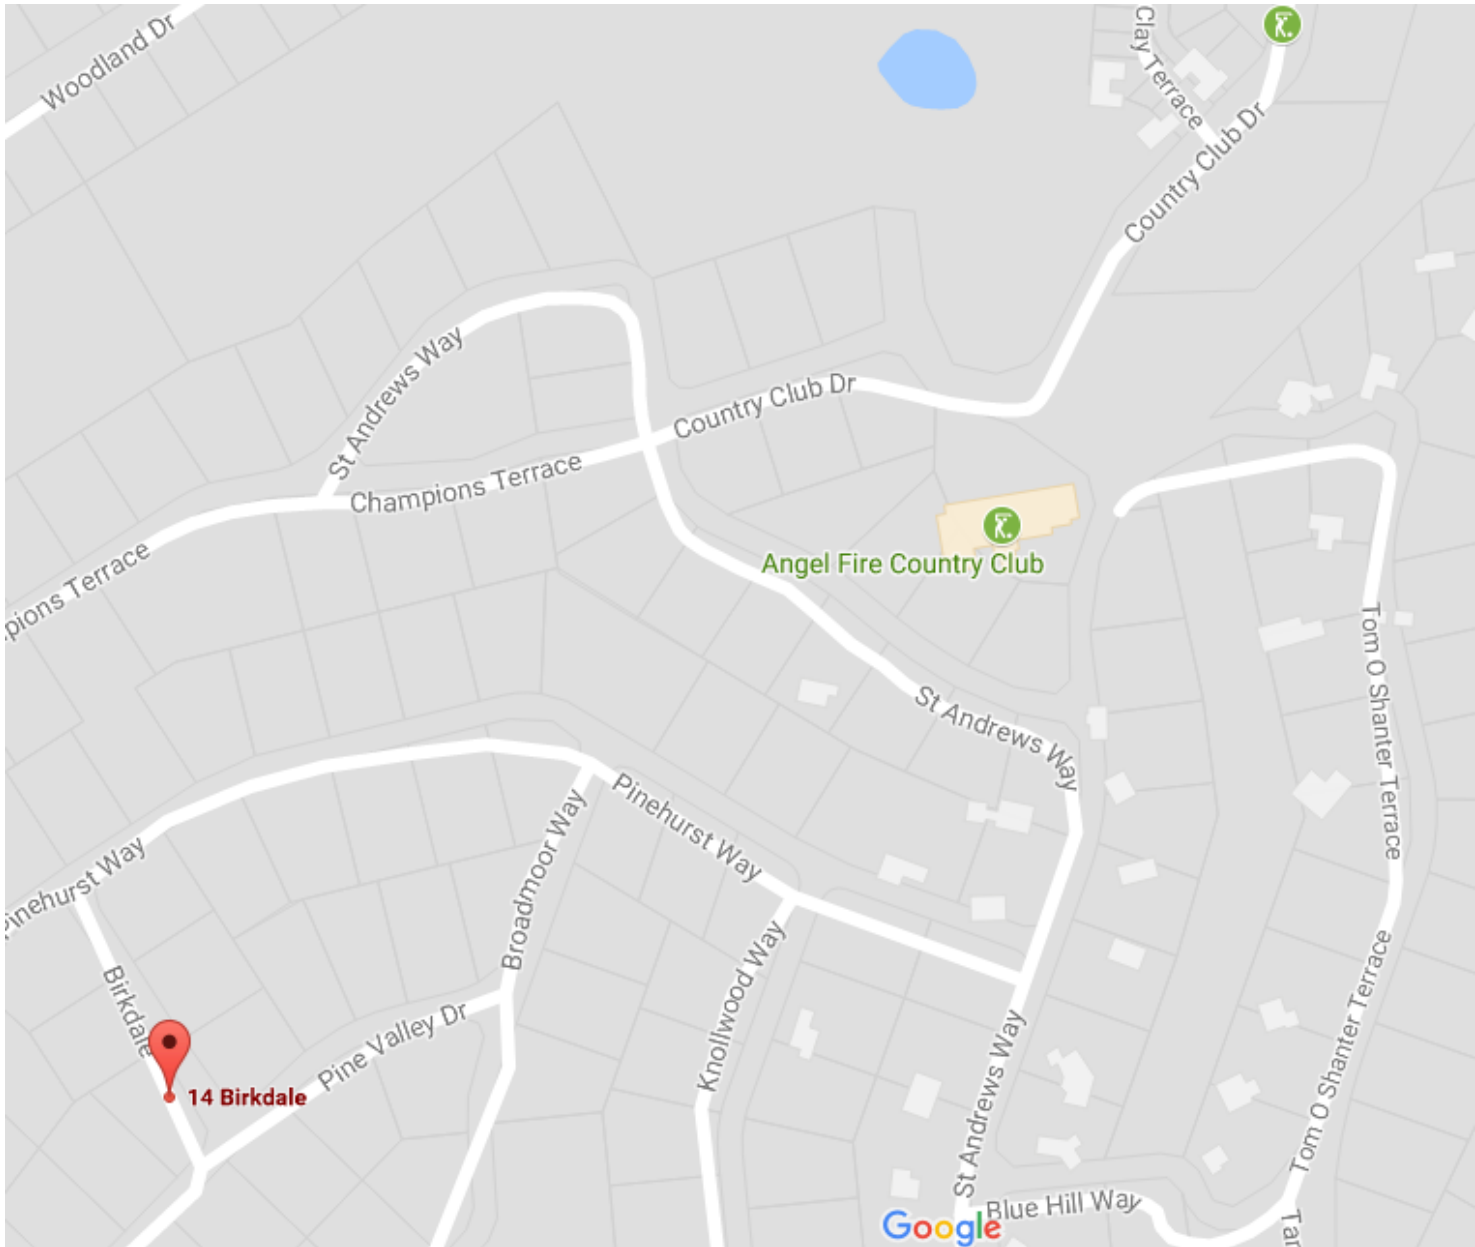 Woodland Dr
Clay Terrace
Country Club Dr
St Andrews Way
Country Club Dr
Champions Terrace
pions Terrace
Angel Fire Country Club
Tom O Shanter Terrace
St Andrews Way
Pinehurst Way
Pinehurst Way
Broadmoor Way
Knollwood Way
Birkdale
Pine Valley Dr
14 Birkdale
St Andrews Way
Tom O Shanter Terrace
Blue Hill Way
Google
Tar